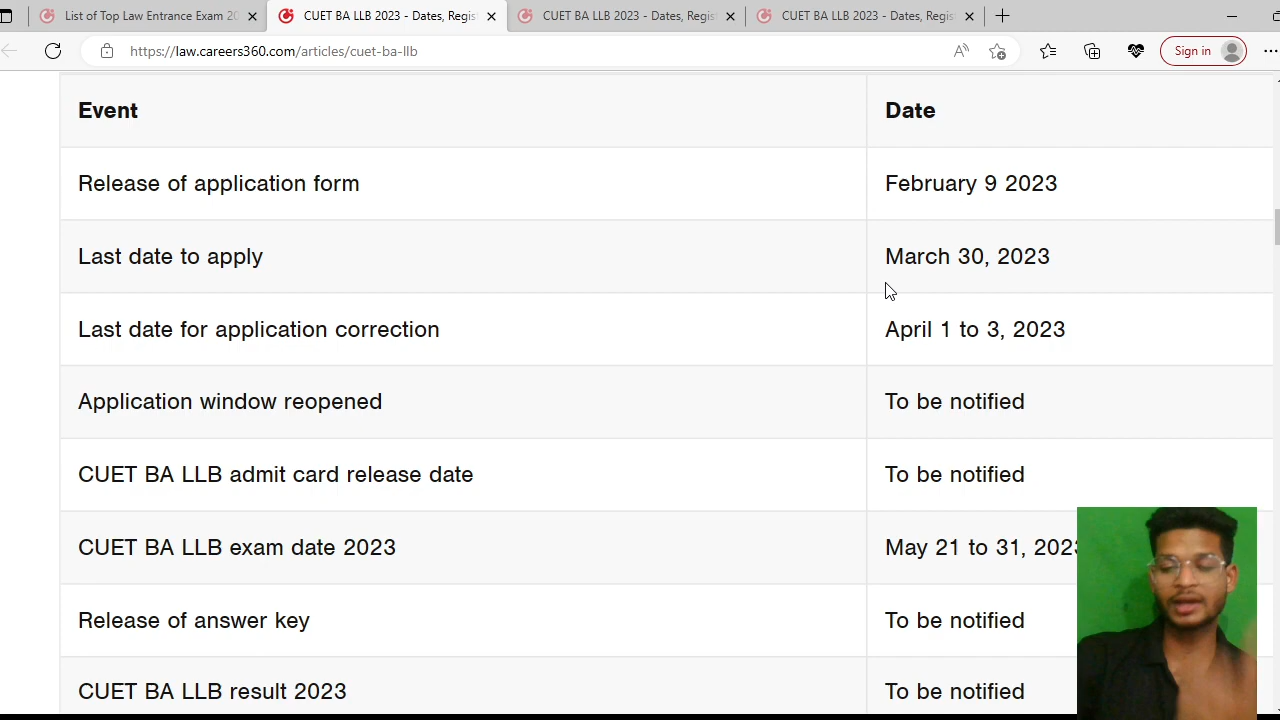 List of Top Law Entrance Exam 20
CUET BA LLB 2023 - Dates, Regis
CUET BA LLB 2023 - Dates, Regis
CUET BA LLB 2023 - Dates, Regis
https://law.careers360.com/articles/cuet-ba-llb
Sign in
Event Date
Release of application form February 9 2023
Last date to apply March 30, 2023
Last date for application correction April 1 to 3, 2023
Application window reopened To be notified
CUET BA LLB admit card release date To be notified
CUET BA LLB exam date 2023 May 21 to 31, 2023
Release of answer key To be notified
CUET BA LLB result 2023 To be notified